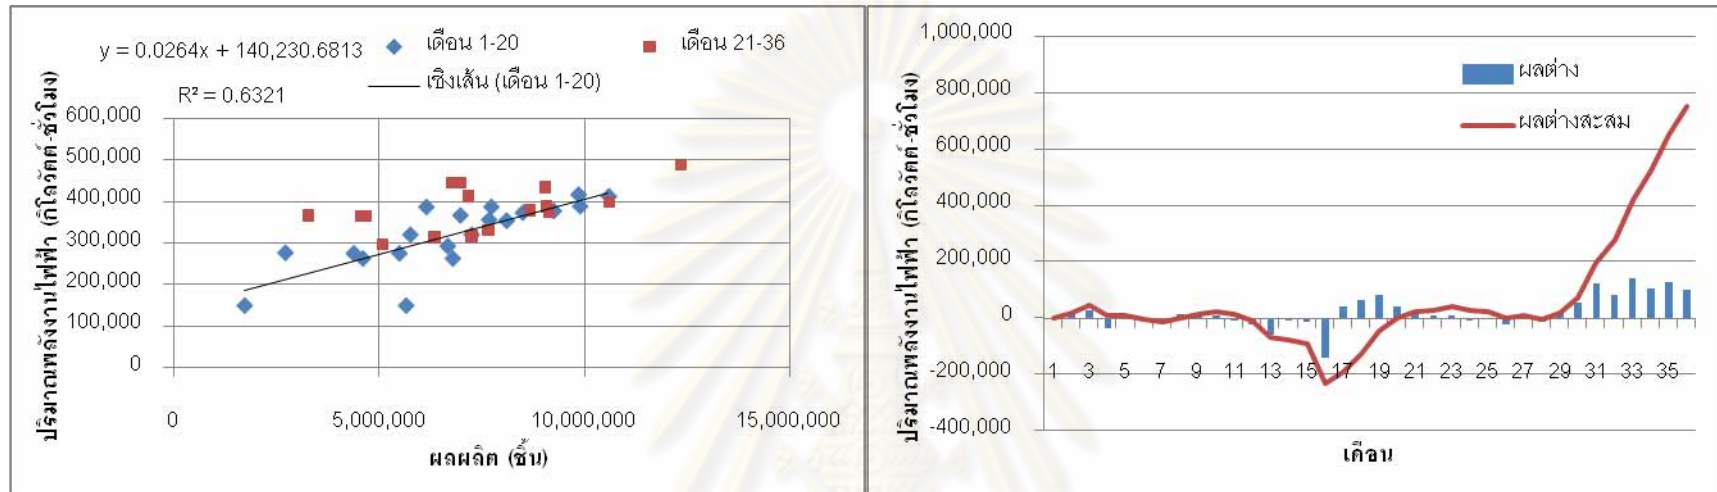 y = 0.0264x + 140,230.6813
R² = 0.6321
เดือน 1-20
เดือน 21-36
เชิงเส้น (เดือน 1-20)
ปริมาณพลังงานไฟฟ้า (กิโลวัตต์-ชั่วโมง)
600,000
500,000
400,000
300,000
200,000
100,000
0
0 5,000,000 10,000,000 15,000,000
ผลผลิต (ชิ้น)
ปริมาณพลังงานไฟฟ้า (กิโลวัตต์-ชั่วโมง)
1,000,000
800,000
600,000
400,000
200,000
0
-200,000
-400,000
ผลต่าง
ผลต่างสะสม
1 3 5 7 9 11 13 15 17 19 21 23 25 27 29 31 33 35
เดือน